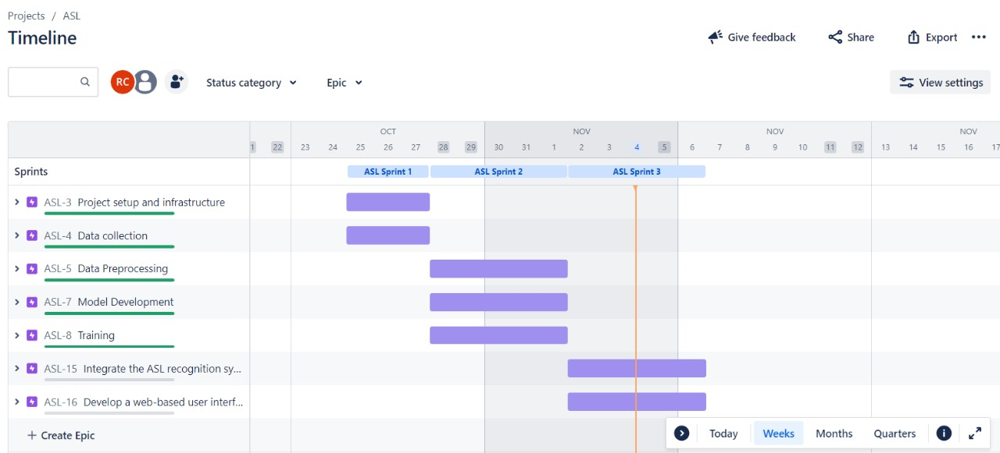 Projects / ASL
Timeline
Give feedback
Share
Export
RC
Status category
Epic
View settings
OCT NOV NOV NOV
1 22 23 24 25 26 27 28 29 30 31 1 2 3 4 5 6 7 8 9 10 11 12 13 14 15 16 17
Sprints
ASL Sprint 1 ASL Sprint 2 ASL Sprint 3
ASL-3 Project setup and infrastructure
ASL-4 Data collection
ASL-5 Data Preprocessing
ASL-7 Model Development
ASL-8 Training
ASL-15 Integrate the ASL recognition sy...
ASL-16 Develop a web-based user interf...
+ Create Epic
Today Weeks Months Quarters